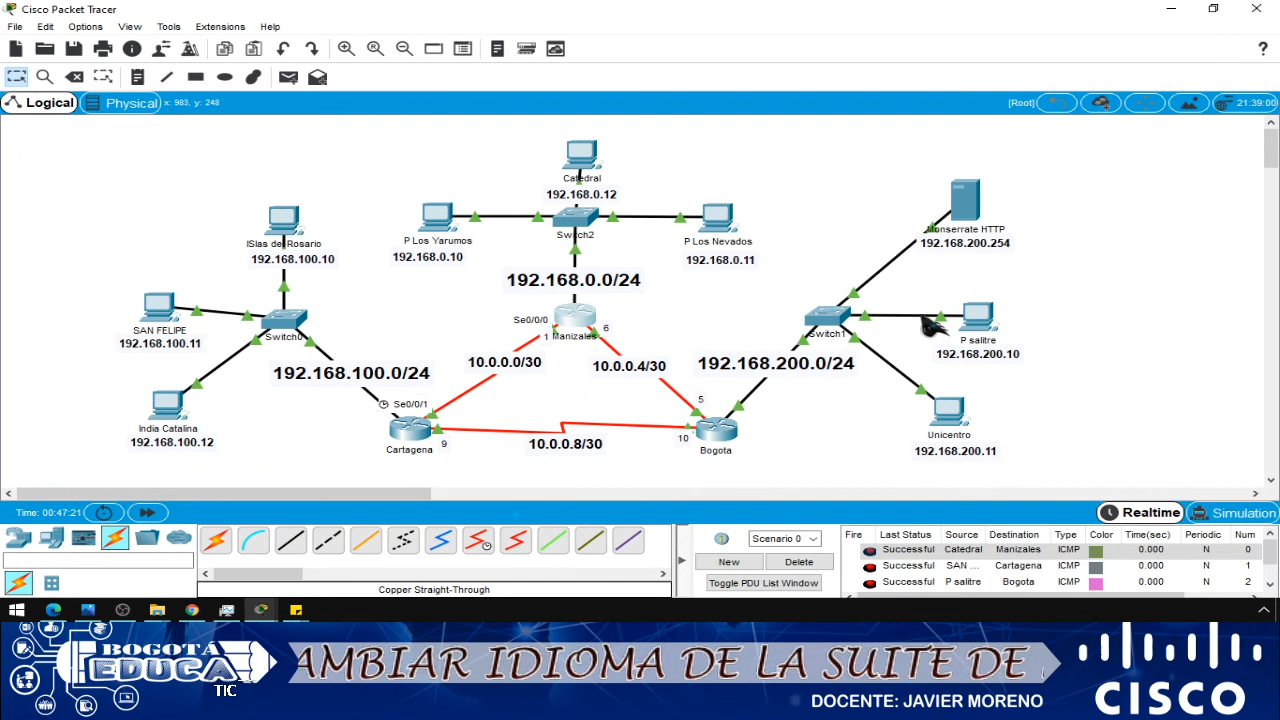 Cisco Packet Tracer
File Edit Options View Tools Extensions Help
Logical Physical x: 983, y: 248 [Root] 21:39:00
Catedral
192.168.0.12
ISlas del Rosario
192.168.100.10
P Los Yarumos
192.168.0.10
Switch2
P Los Nevados
192.168.0.11
Monserrate HTTP
192.168.200.254
192.168.0.0/24
SAN FELIPE
192.168.100.11
Switch0
Se0/0/0
1 Manizales 6
Switch1
P salitre
192.168.200.10
192.168.100.0/24
10.0.0.0/30
10.0.0.4/30
192.168.200.0/24
India Catalina
192.168.100.12
Se0/0/1
Cartagena
9
10.0.0.8/30
5
10
Bogota
Unicentro
192.168.200.11
Time: 00:47:21 Realtime Simulation
Scenario 0
New Delete
Toggle PDU List Window
Copper Straight-Through
Fire Last Status Source Destination Type Color Time(sec) Periodic Num
Successful Catedral Manizales ICMP 0.000 N 0
Successful SAN ... Cartagena ICMP 0.000 N 1
Successful P salitre Bogota ICMP 0.000 N 2
BOGOTA
EDUCA
TIC
AMBIAR IDIOMA DE LA SUITE DE
DOCENTE: JAVIER MORENO
CISCO